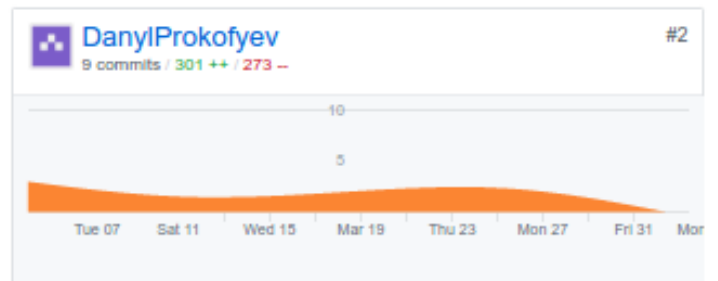 DanylProkofyev
#2
9 commits / 301 ++ / 273 --
10
5
Tue 07 Sat 11 Wed 15 Mar 19 Thu 23 Mon 27 Fri 31 Mor